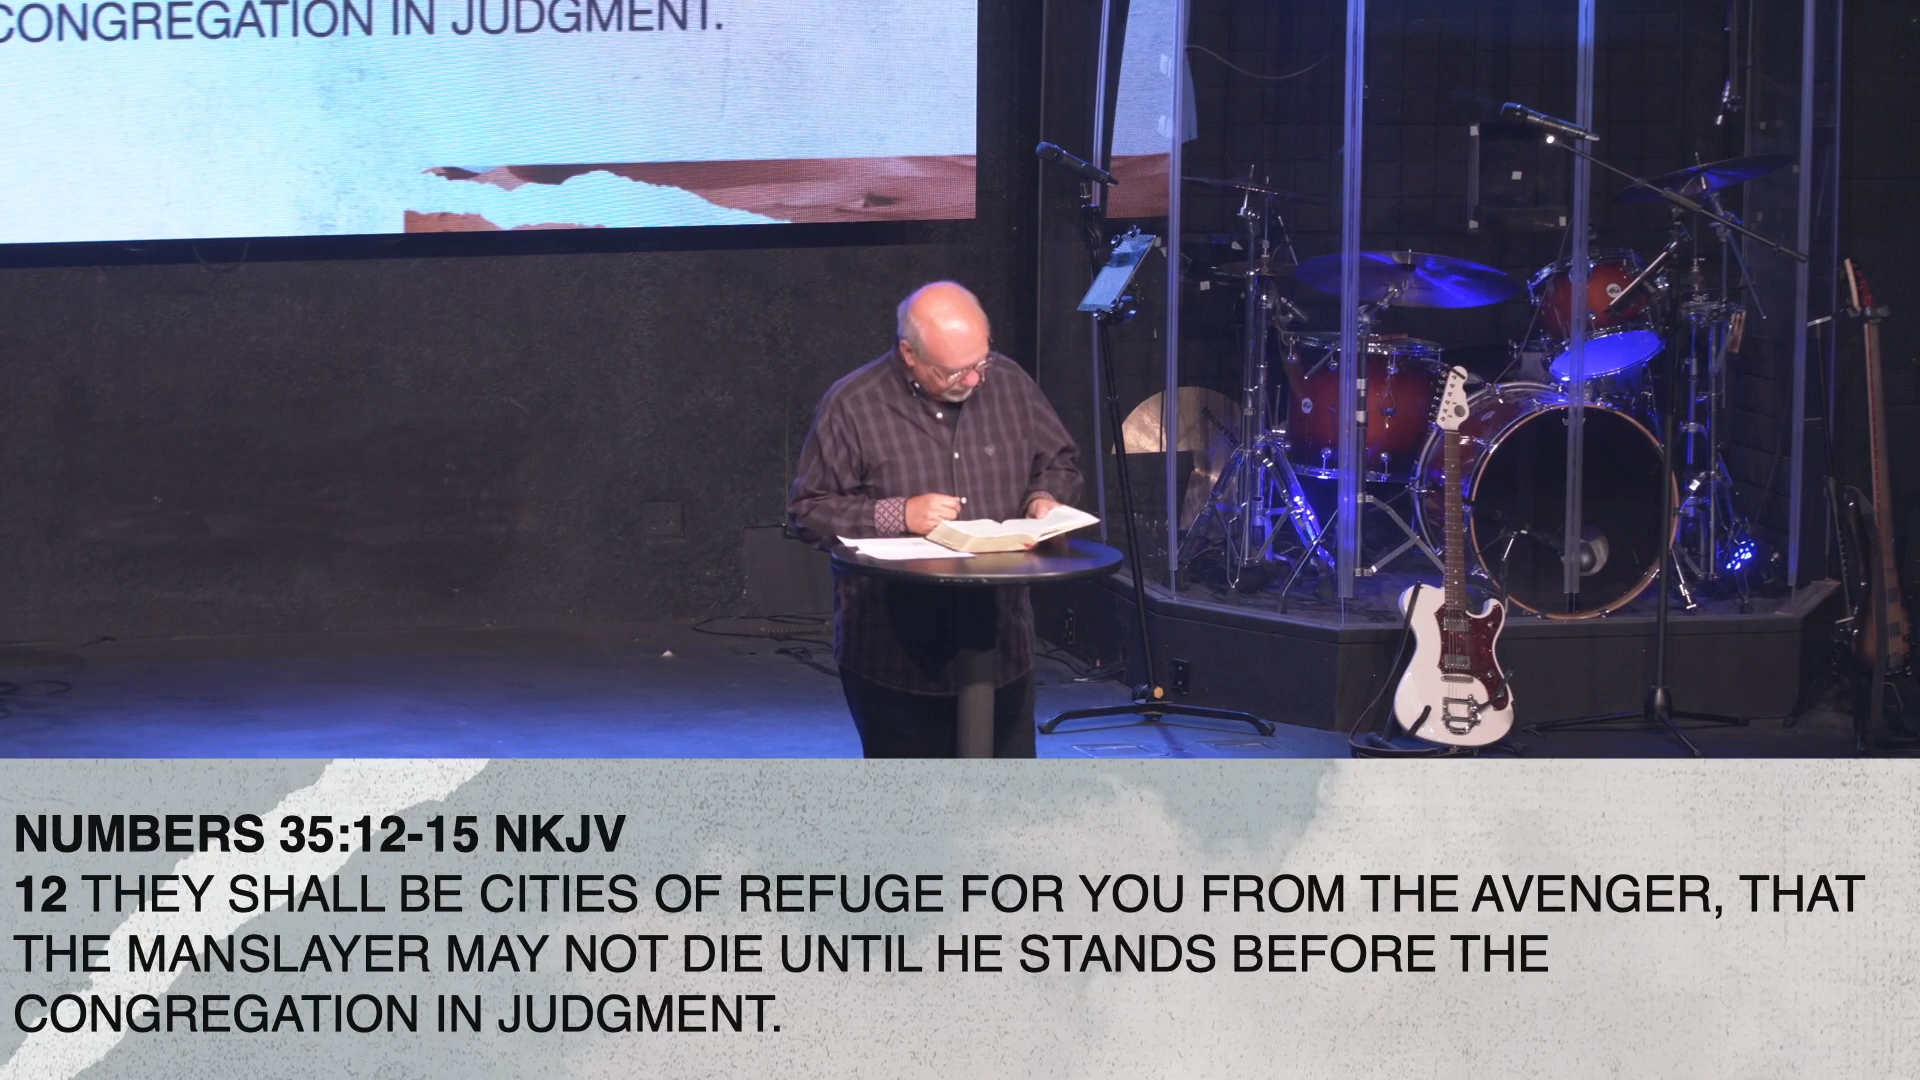 CONGREGATION IN JUDGMENT.
NUMBERS 35:12-15 NKJV
12 THEY SHALL BE CITIES OF REFUGE FOR YOU FROM THE AVENGER, THAT
THE MANSLAYER MAY NOT DIE UNTIL HE STANDS BEFORE THE
CONGREGATION IN JUDGMENT.